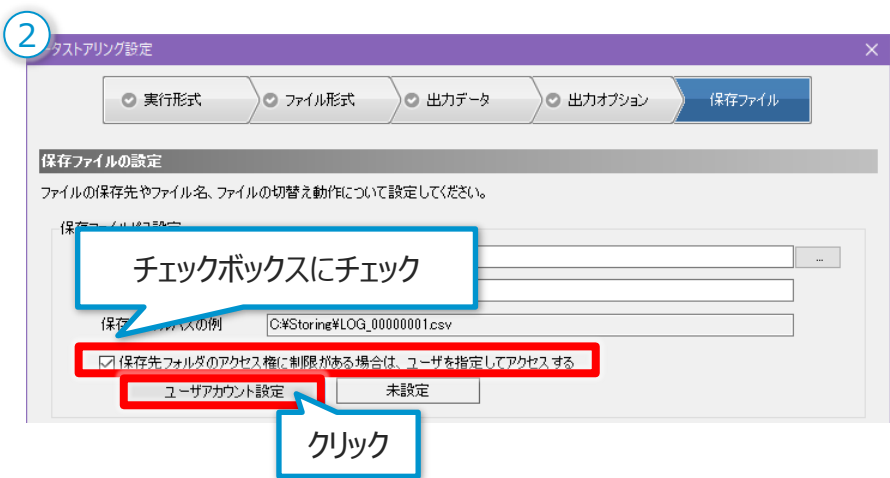 ②
タストアリング設定
実行形式
ファイル形式
出力データ
出力オプション
保存ファイル
保存ファイルの設定
ファイルの保存先やファイル名、ファイルの切替え動作について設定してください。
チェックボックスにチェック
...
C:¥Storing¥LOG_00000001.csv
保存先フォルダのアクセス権に制限がある場合は、ユーザを指定してアクセスする
ユーザアカウント設定
未設定
クリック